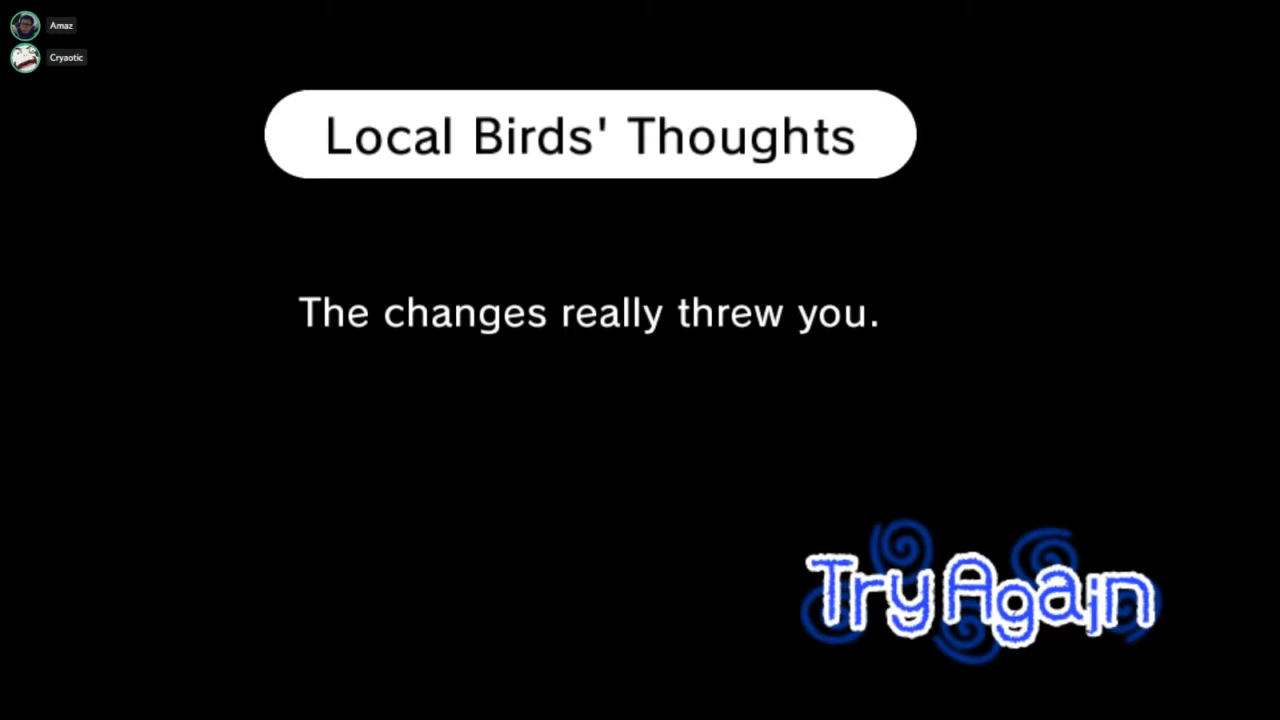 Amaz
Cryaotic
Local Birds' Thoughts
The changes really threw you.
Try Again